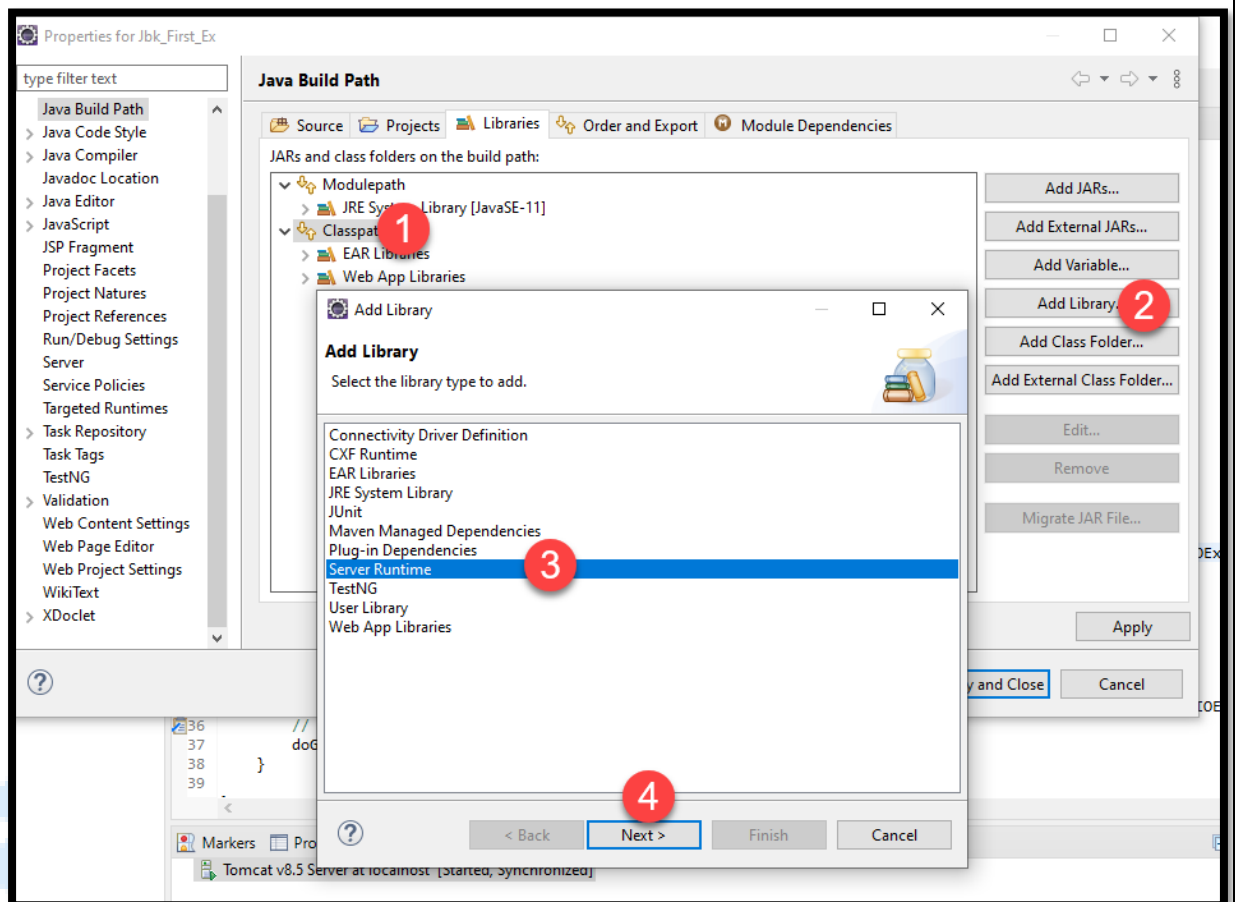 Properties for Jbk_First_Ex
type filter text
Java Build Path
Java Code Style
Java Compiler
Javadoc Location
Java Editor
JavaScript
JSP Fragment
Project Facets
Project Natures
Project References
Run/Debug Settings
Server
Service Policies
Targeted Runtimes
Task Repository
Task Tags
TestNG
Validation
Web Content Settings
Web Page Editor
Web Project Settings
WikiText
XDoclet
Java Build Path
Source Projects Libraries Order and Export Module Dependencies
JARs and class folders on the build path:
Modulepath
JRE System Library [JavaSE-11]
Classpat 1
EAR Libraries
Web App Libraries
Add JARs...
Add External JARs...
Add Variable...
Add Library. 2
Add Class Folder...
Add External Class Folder...
Edit...
Remove
Migrate JAR File...
Apply
y and Close Cancel
Add Library
Add Library
Select the library type to add.
Connectivity Driver Definition
CXF Runtime
EAR Libraries
JRE System Library
JUnit
Maven Managed Dependencies
Plug-in Dependencies
Server Runtime 3
TestNG
User Library
Web App Libraries
4
< Back Next > Finish Cancel
36 //
37 doG
38 }
39
Markers Pro
Tomcat v8.5 Server at localhost [Started, Synchronized]